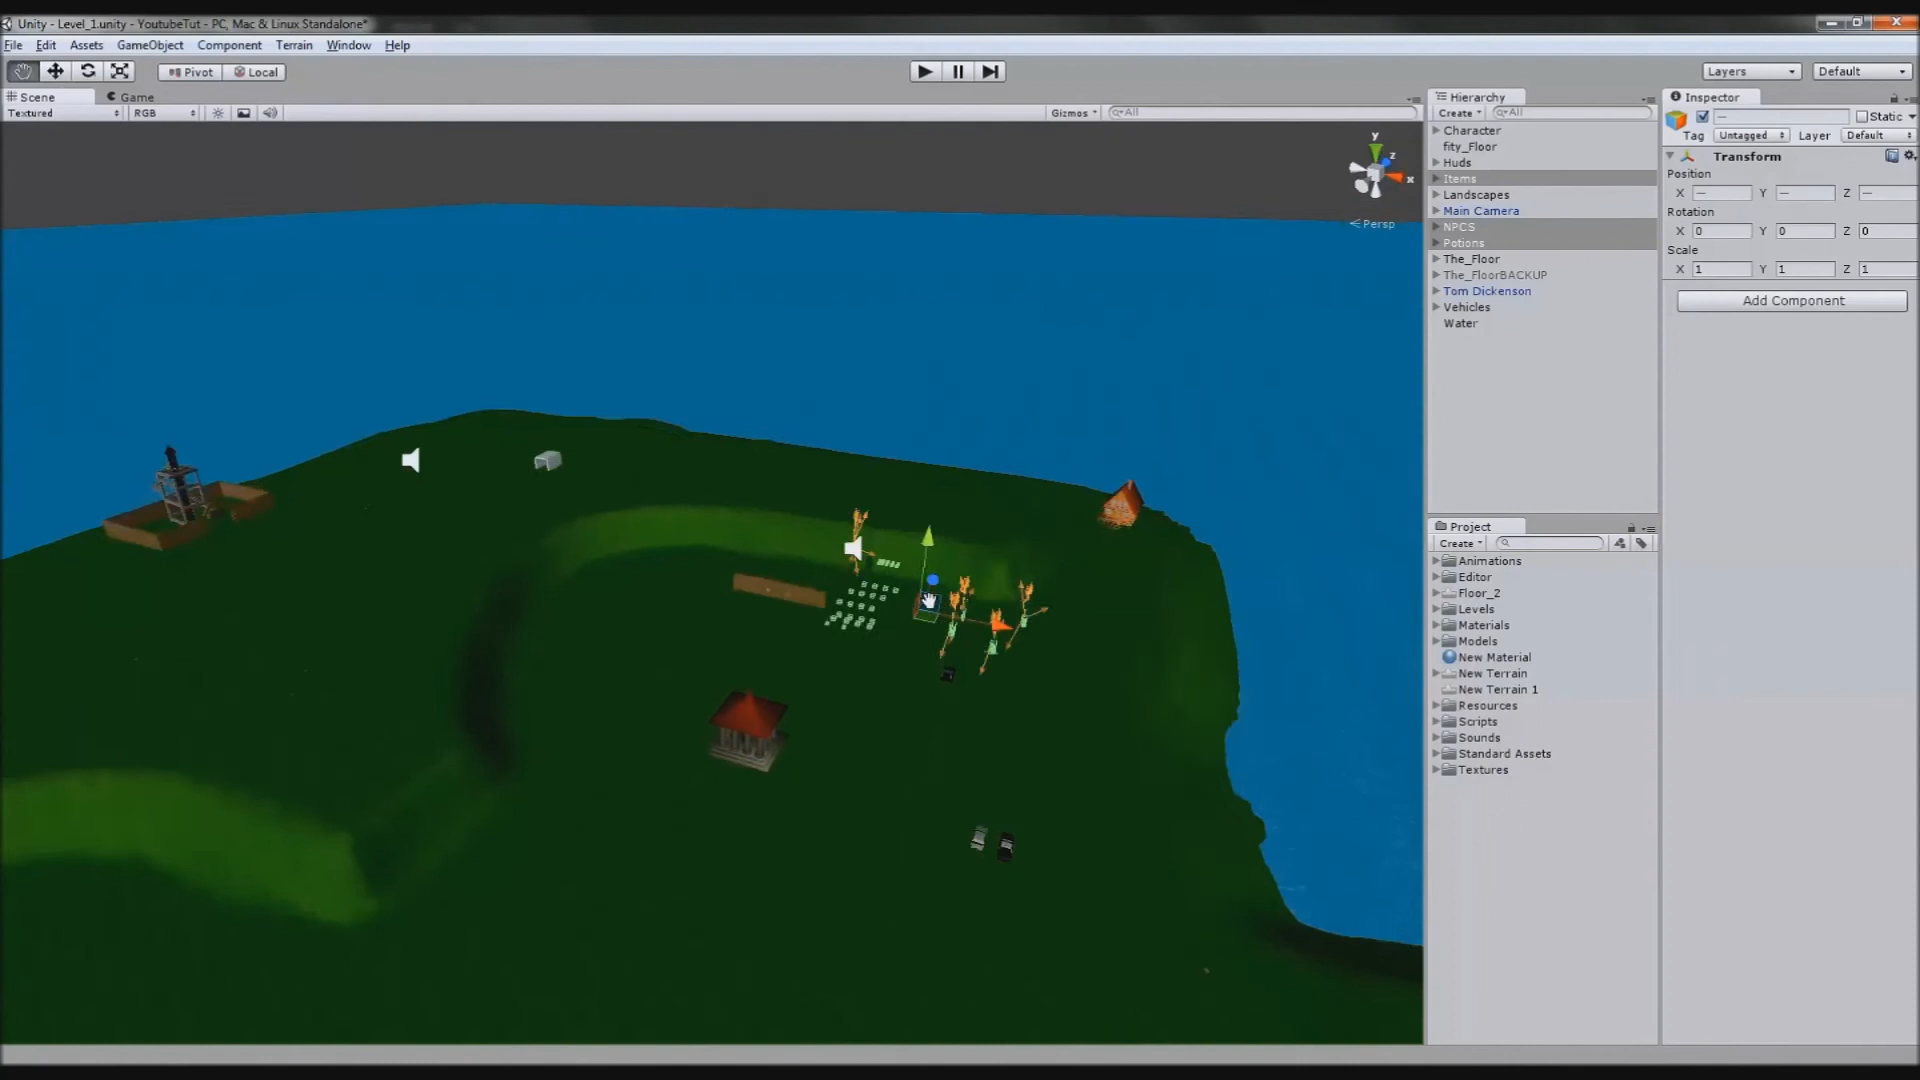 Unity - Level_1.unity - YoutubeTut - PC, Mac & Linux Standalone*
File Edit Assets GameObject Component Terrain Window Help
Pivot Local Layers Default
Scene Game
Textured RGB Gizmos All
y
z
x
Persp
Hierarchy
Create All
Character
fity_Floor
Huds
Items
Landscapes
Main Camera
NPCS
Potions
The_Floor
The_FloorBACKUP
Tom Dickenson
Vehicles
Water
Project
Create
Animations
Editor
Floor_2
Levels
Materials
Models
New Material
New Terrain
New Terrain 1
Resources
Scripts
Sounds
Standard Assets
Textures
Inspector
— Static
Tag Untagged Layer Default
Transform
Position
X — Y — Z —
Rotation
X 0 Y 0 Z 0
Scale
X 1 Y 1 Z 1
Add Component